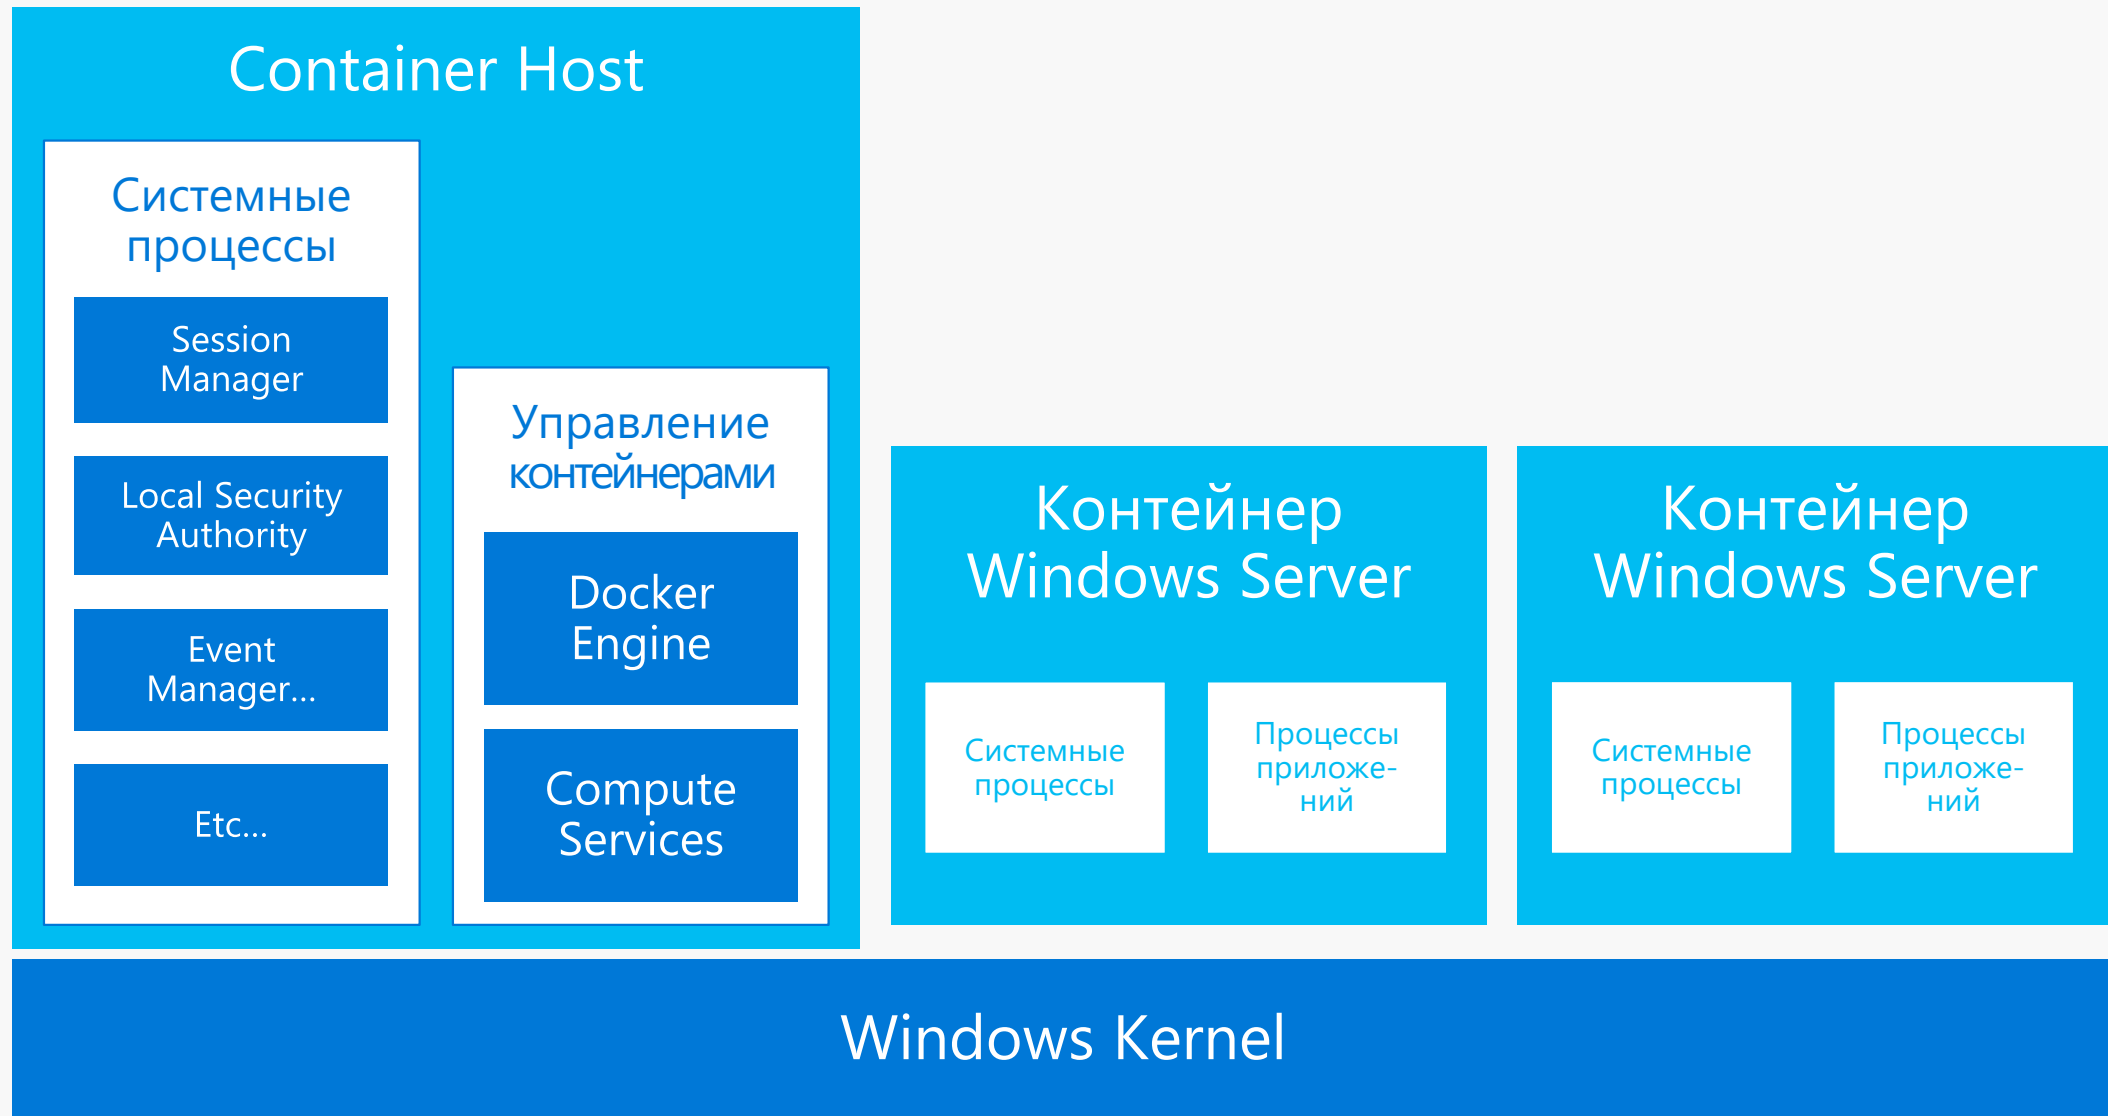 Container Host
Системные
процессы
Session
Manager
Local Security
Authority
Event
Manager...
Etc...
Управление
контейнерами
Docker
Engine
Compute
Services
Контейнер
Windows Server
Системные
процессы
Процессы
приложе-
ний
Контейнер
Windows Server
Системные
процессы
Процессы
приложе-
ний
Windows Kernel